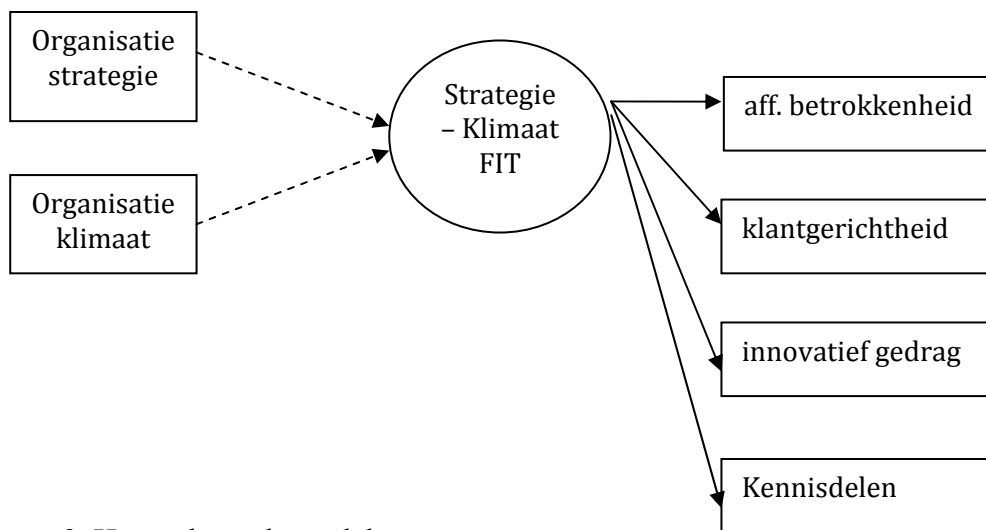 Organisatie
strategie
Organisatie
klimaat
Strategie
– Klimaat
FIT
aff. betrokkenheid
klantgerichtheid
innovatief gedrag
Kennisdelen